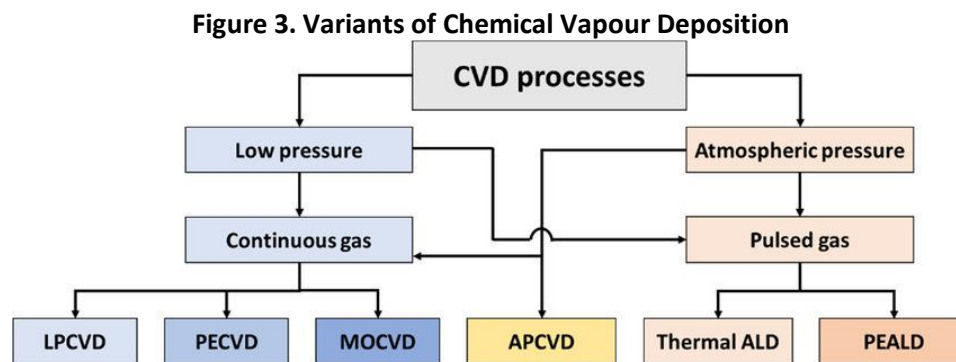 Figure 3. Variants of Chemical Vapour Deposition
CVD processes
Low pressure
Atmospheric pressure
Continuous gas
Pulsed gas
LPCVD
PECVD
MOCVD
APCVD
Thermal ALD
PEALD